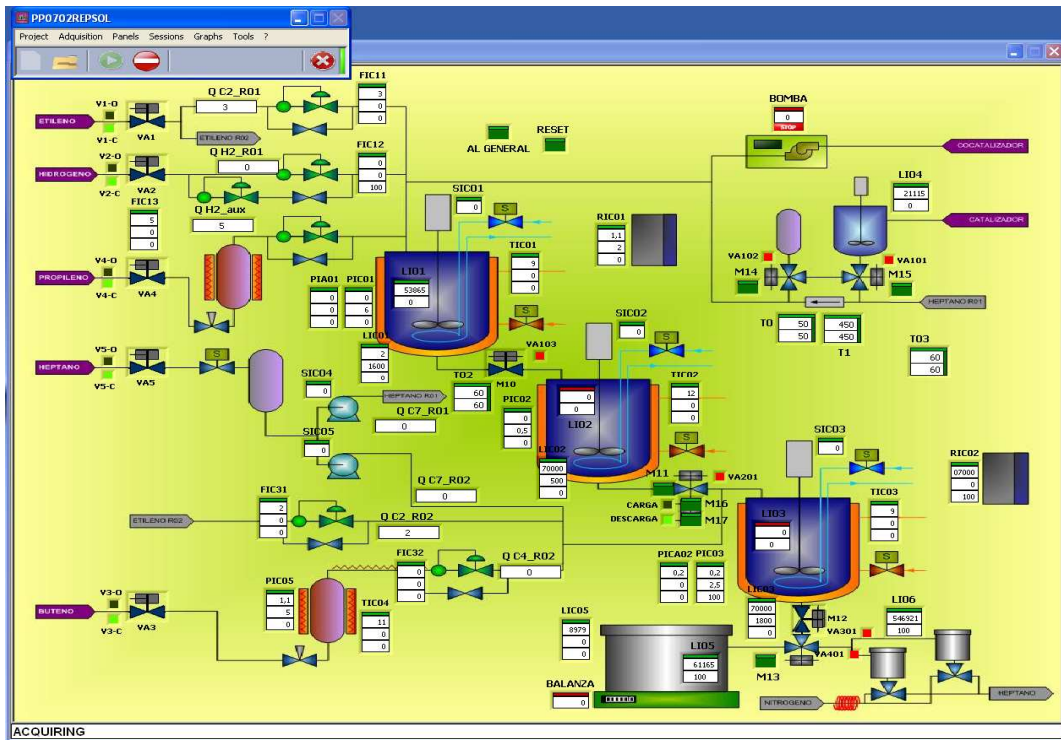 PP0702REPSOL
Project Adquisition Panels Sessions Graphs Tools ?
FIC11
3
0
0
Q C2_R01
3
V1-O
ETILENO
V1-C
VA1
ETILENO R02
BOMBA
0
STOP
RESET
AL GENERAL
COCATALIZADOR
Q H2_R01
0
FIC12
0
0
100
V2-O
HIDROGENO
V2-C
VA2
FIC13
5
0
0
Q H2_aux
5
SIC01
0
LI04
21115
0
CATALIZADOR
RIC01
1,1
2
0
TIC01
9
0
0
VA102
VA101
M14
M15
HEPTANO R01
V4-O
PROPILENO
V4-C
VA4
PIA01
0
0
0
PIC01
0
6
0
LI01
53865
0
T0
50
50
450
450
T1
T03
60
60
SIC02
0
LIC01
2
1600
0
VA103
M10
V5-O
HEPTANO
V5-C
S
VA5
SIC04
0
HEPTANO R01
T02
60
60
Q C7_R01
0
PIC02
0
0,5
0
0
0
LI02
TIC02
12
0
0
SIC05
0
SIC03
0
S
RIC02
07000
0
100
LIC02
70000
500
0
M11
VA201
CARGA
M16
DESCARGA
M17
Q C7_R02
0
FIC31
2
0
0
ETILENO R02
Q C2_R02
2
LI03
0
0
TIC03
9
0
0
FIC32
0
0
0
Q C4_R02
0
PICA02
0,2
0
0
PIC03
0,2
2,5
100
LIC03
70000
1800
0
S
PIC05
1,1
5
0
TIC04
11
0
0
V3-O
BUTENO
V3-C
VA3
LIC05
8979
0
0
M12
VA301
LI06
546921
100
LI05
61165
100
VA401
M13
BALANZA
0
NITROGENO
HEPTANO
ACQUIRING